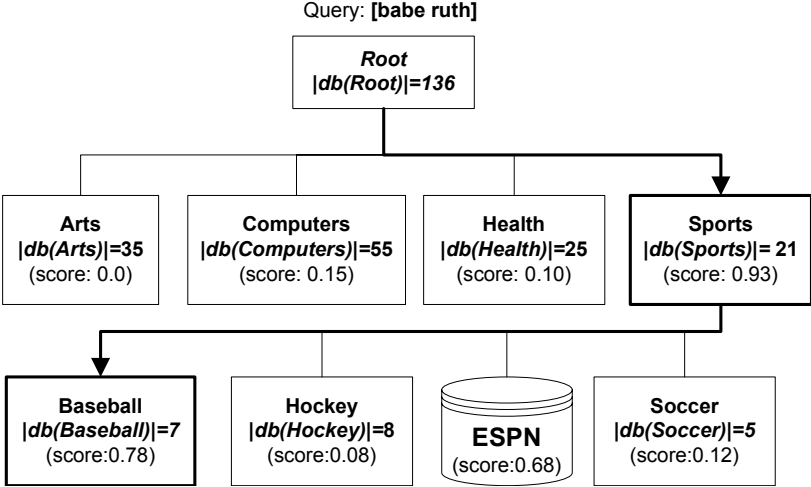 Query: [babe ruth]
Root
|db(Root)|=136
Arts
|db(Arts)|=35
(score: 0.0)
Computers
|db(Computers)|=55
(score: 0.15)
Health
|db(Health)|=25
(score: 0.10)
Sports
|db(Sports)|= 21
(score: 0.93)
Baseball
|db(Baseball)|=7
(score:0.78)
Hockey
|db(Hockey)|=8
(score:0.08)
ESPN
(score:0.68)
Soccer
|db(Soccer)|=5
(score:0.12)